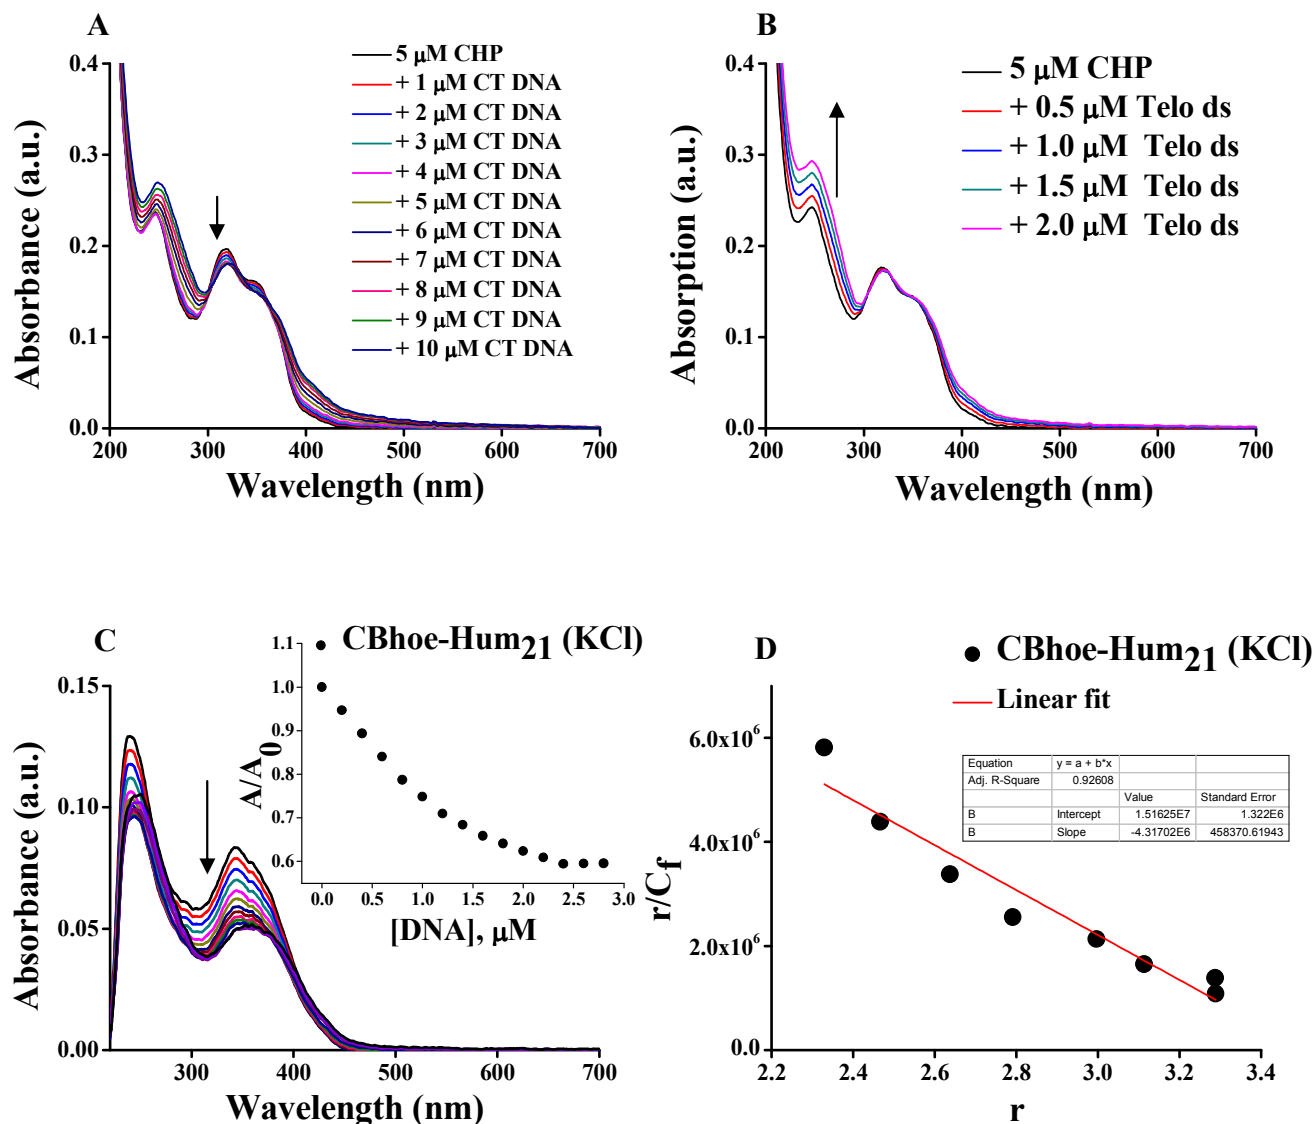 A
5 μM CHP
+ 1 μM CT DNA
+ 2 μM CT DNA
+ 3 μM CT DNA
+ 4 μM CT DNA
+ 5 μM CT DNA
+ 6 μM CT DNA
+ 7 μM CT DNA
+ 8 μM CT DNA
+ 9 μM CT DNA
+ 10 μM CT DNA
Absorbance (a.u.)
0.4
0.3
0.2
0.1
0.0
200 300 400 500 600 700
Wavelength (nm)
B
5 μM CHP
+ 0.5 μM Telo ds
+ 1.0 μM Telo ds
+ 1.5 μM Telo ds
+ 2.0 μM Telo ds
Absorption (a.u.)
0.4
0.3
0.2
0.1
0.0
200 300 400 500 600 700
Wavelength (nm)
C
CBhoe-Hum21 (KCl)
Absorbance (a.u.)
0.15
0.10
0.05
0.00
300 400 500 600 700
Wavelength (nm)
A/A0
1.1
1.0
0.9
0.8
0.7
0.6
0.0 0.5 1.0 1.5 2.0 2.5 3.0
[DNA], μM
D
CBhoe-Hum21 (KCl)
Linear fit
r/Cf
6.0x10^6
4.0x10^6
2.0x10^6
0.0
2.2 2.4 2.6 2.8 3.0 3.2 3.4
r
Equation y = a + b*x
Adj. R-Square 0.92608
Value Standard Error
B Intercept 1.51625E7 1.322E6
B Slope -4.31702E6 458370.61943